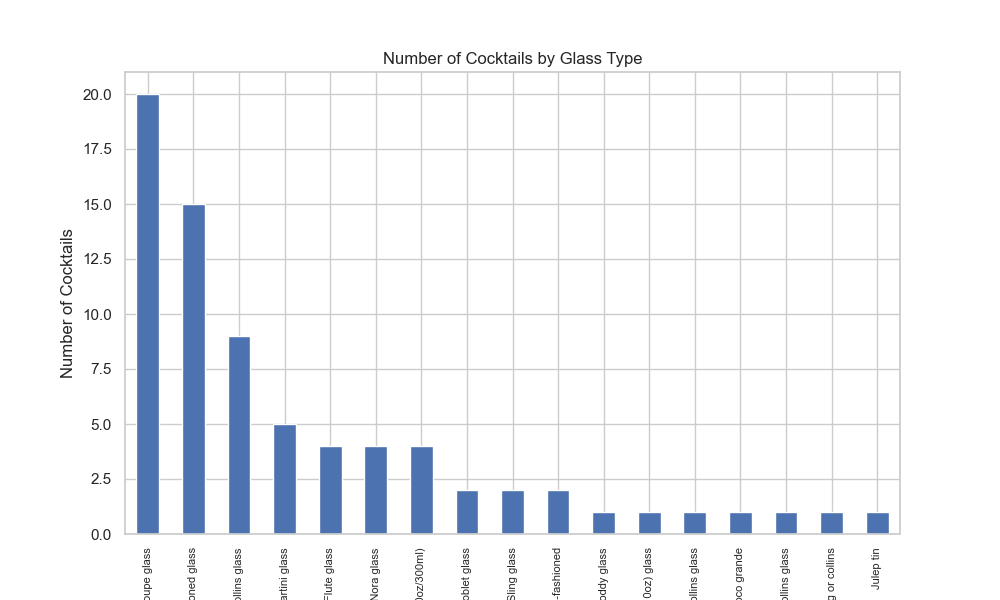 Number of Cocktails by Glass Type
Number of Cocktails
20.0
17.5
15.0
12.5
10.0
7.5
5.0
2.5
0.0
oupe glass
oned glass
ollins glass
artini glass
Flute glass
Nora glass
0oz/300ml)
oblet glass
Sling glass
-fashioned
oddy glass
0oz) glass
ollins glass
oco grande
ollins glass
g or collins
Julep tin